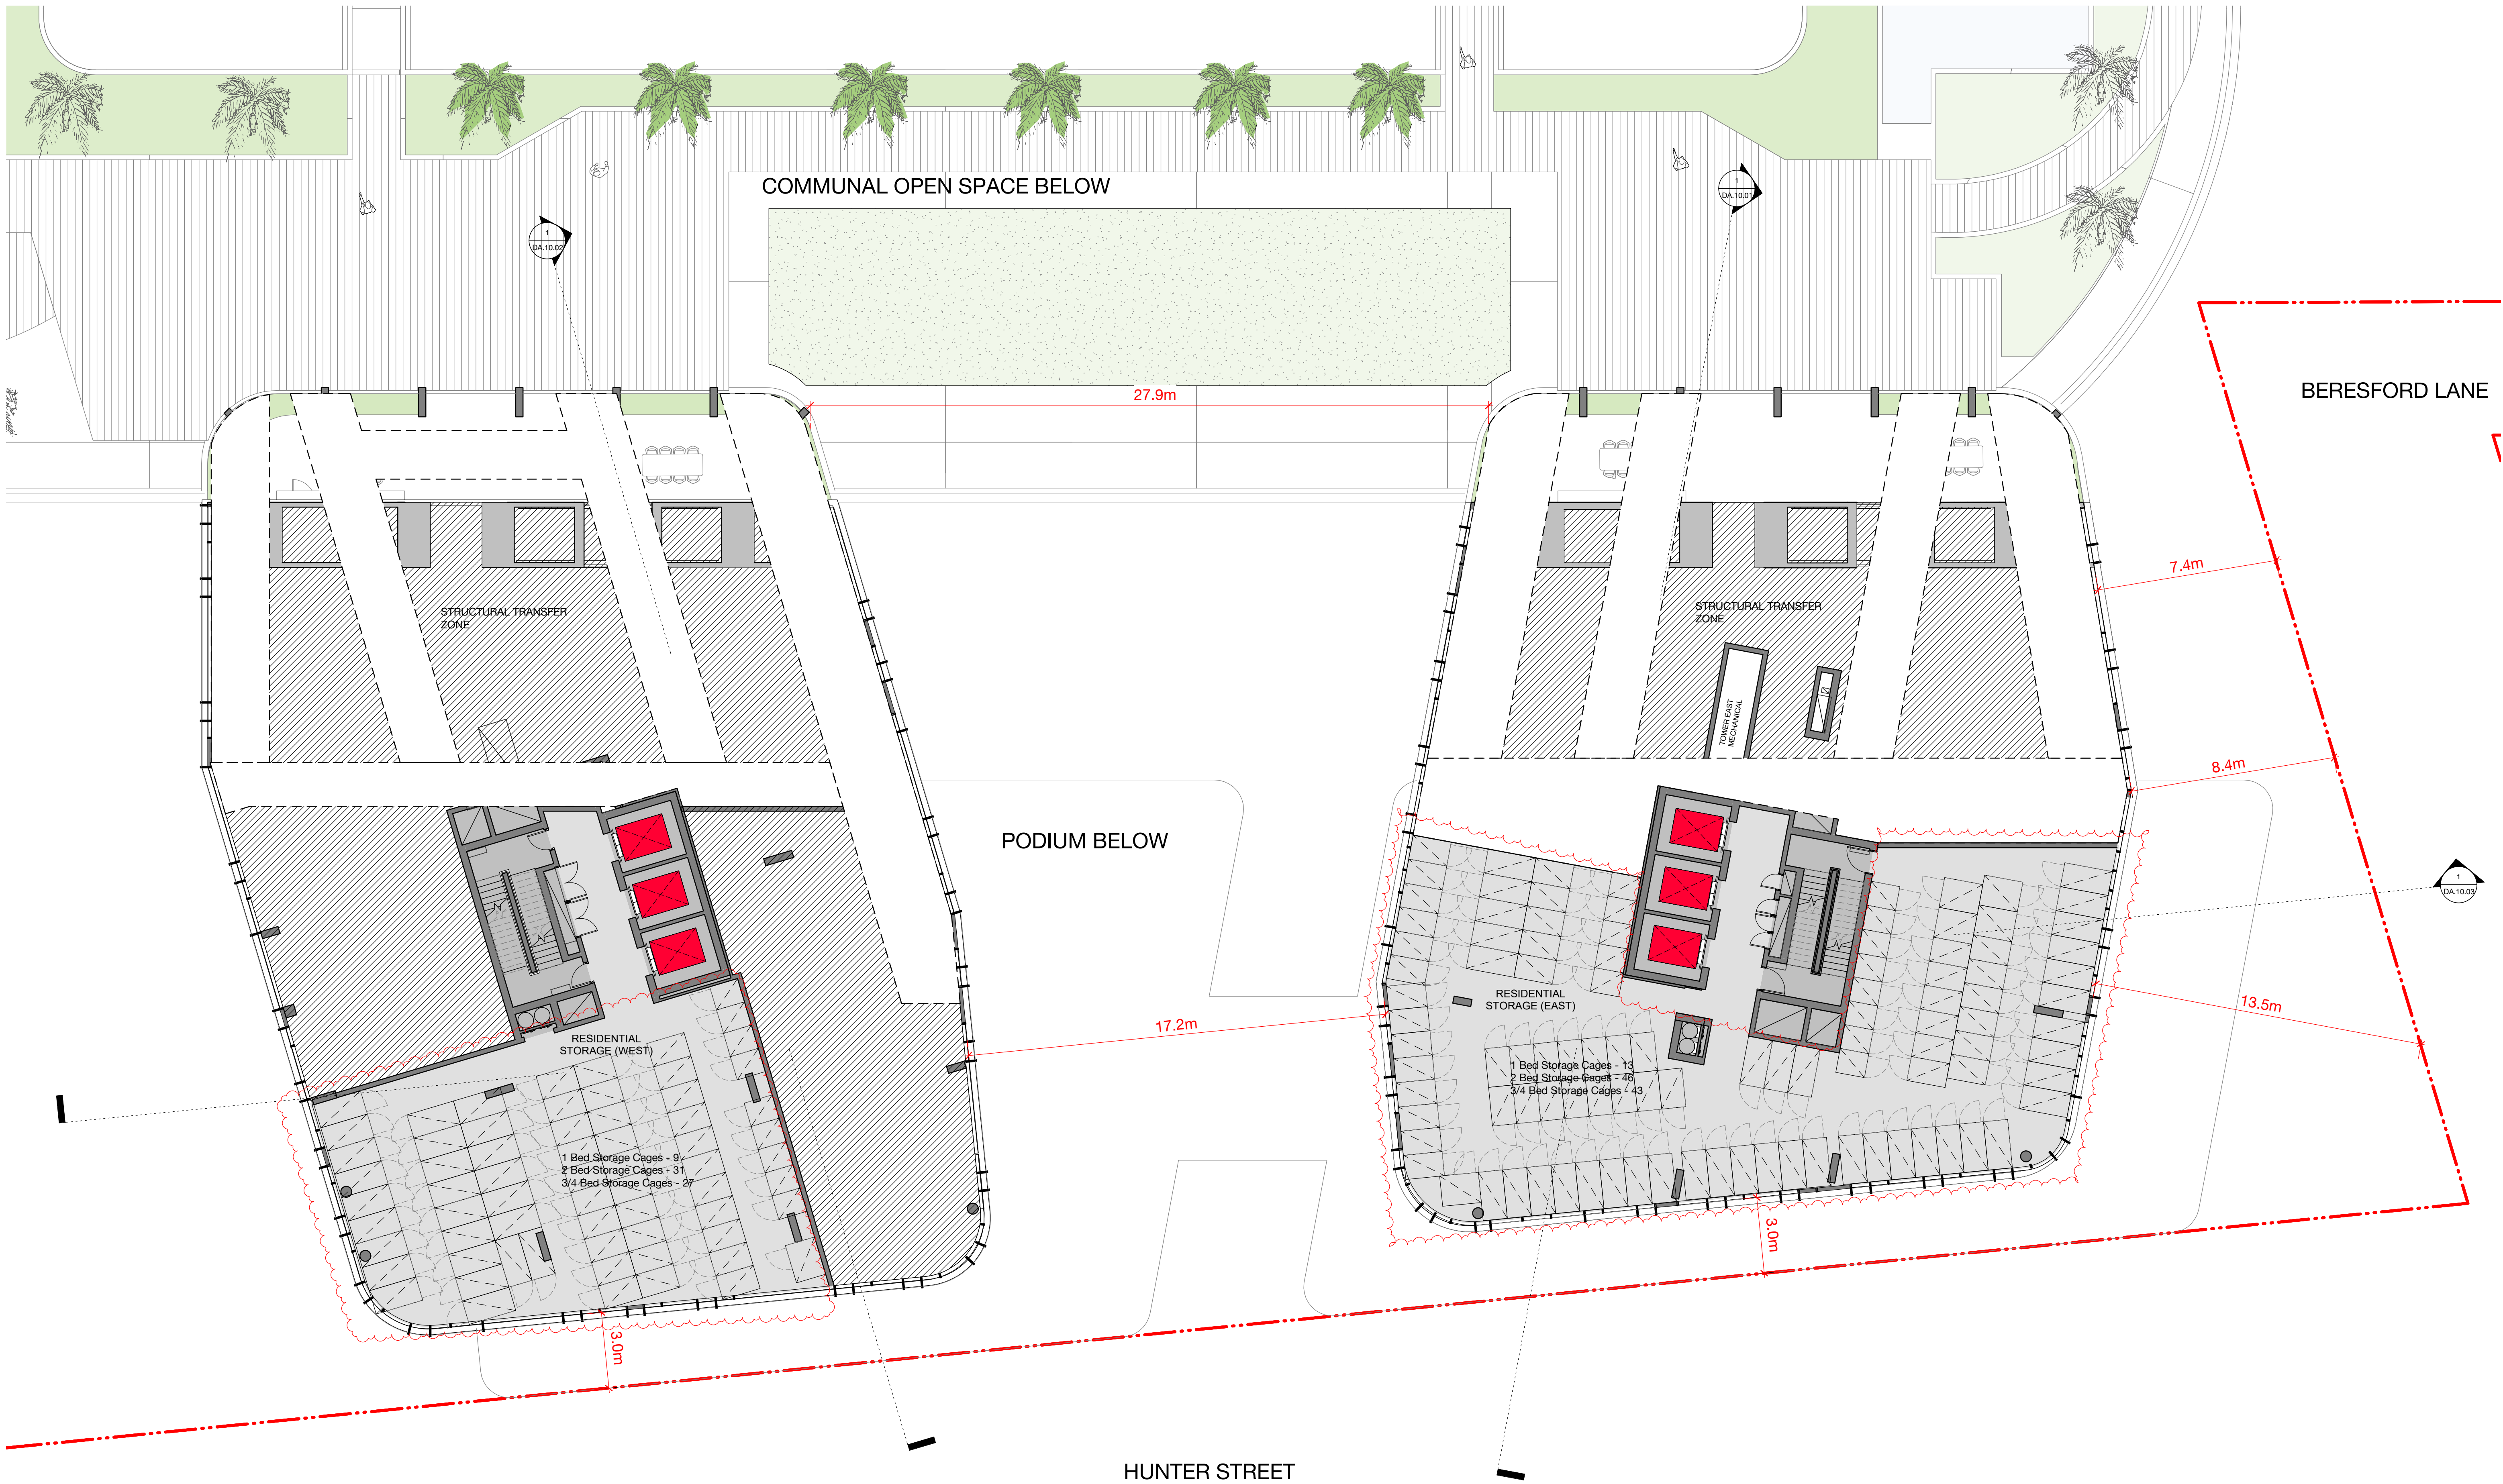 COMMUNAL OPEN SPACE BELOW
1
DA.10.01
1
DA.10.02
27.9m
BERESFORD LANE
7.4m
STRUCTURAL TRANSFER
ZONE
STRUCTURAL TRANSFER
ZONE
TOWER EAST
MECHANICAL
8.4m
PODIUM BELOW
1
DA.10.03
RESIDENTIAL
STORAGE (EAST)
13.5m
17.2m
RESIDENTIAL
STORAGE (WEST)
1 Bed Storage Cages - 13
2 Bed Storage Cages - 46
3/4 Bed Storage Cages - 43
1 Bed Storage Cages - 9
2 Bed Storage Cages - 31
3/4 Bed Storage Cages - 27
3.0m
3.0m
HUNTER STREET